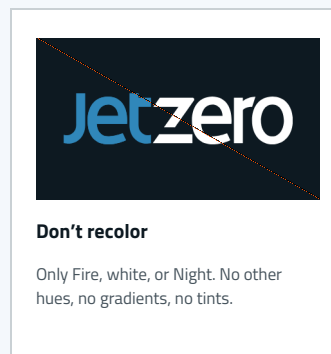 Jetzero
Don’t recolor
Only Fire, white, or Night. No other
hues, no gradients, no tints.